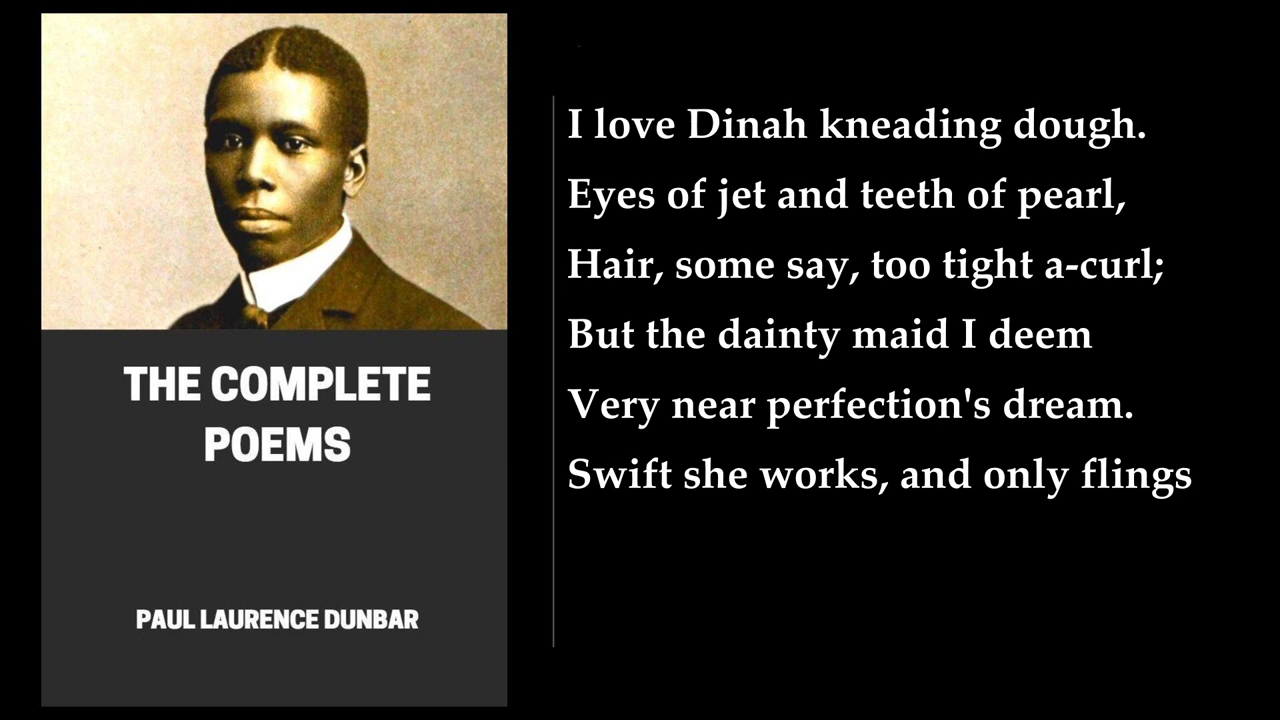 THE COMPLETE
POEMS
PAUL LAURENCE DUNBAR
I love Dinah kneading dough.
Eyes of jet and teeth of pearl,
Hair, some say, too tight a-curl;
But the dainty maid I deem
Very near perfection's dream.
Swift she works, and only flings